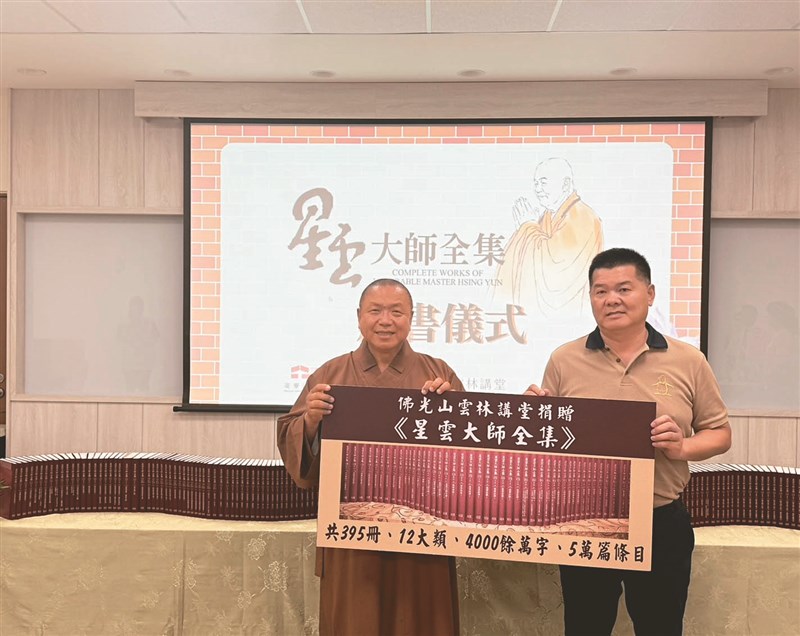 星雲大師全集
COMPLETE WORKS OF
ABLE MASTER HSING YUN
書儀式
林講堂
佛光山雲林講堂捐贈
《星雲大師全集》
共395冊、12大類、4000餘萬字、5萬篇條目